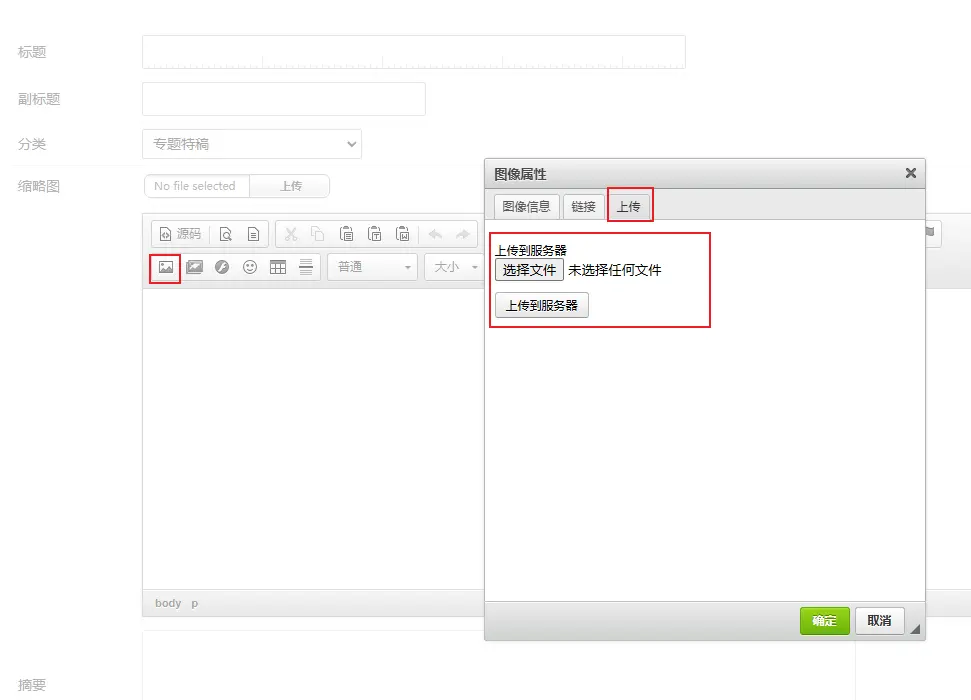 标题
副标题
分类
专题特稿
缩略图
No file selected
上传
源码
普通
大小
body p
摘要
图像属性
图像信息
链接
上传
上传到服务器
选择文件 未选择任何文件
上传到服务器
确定
取消